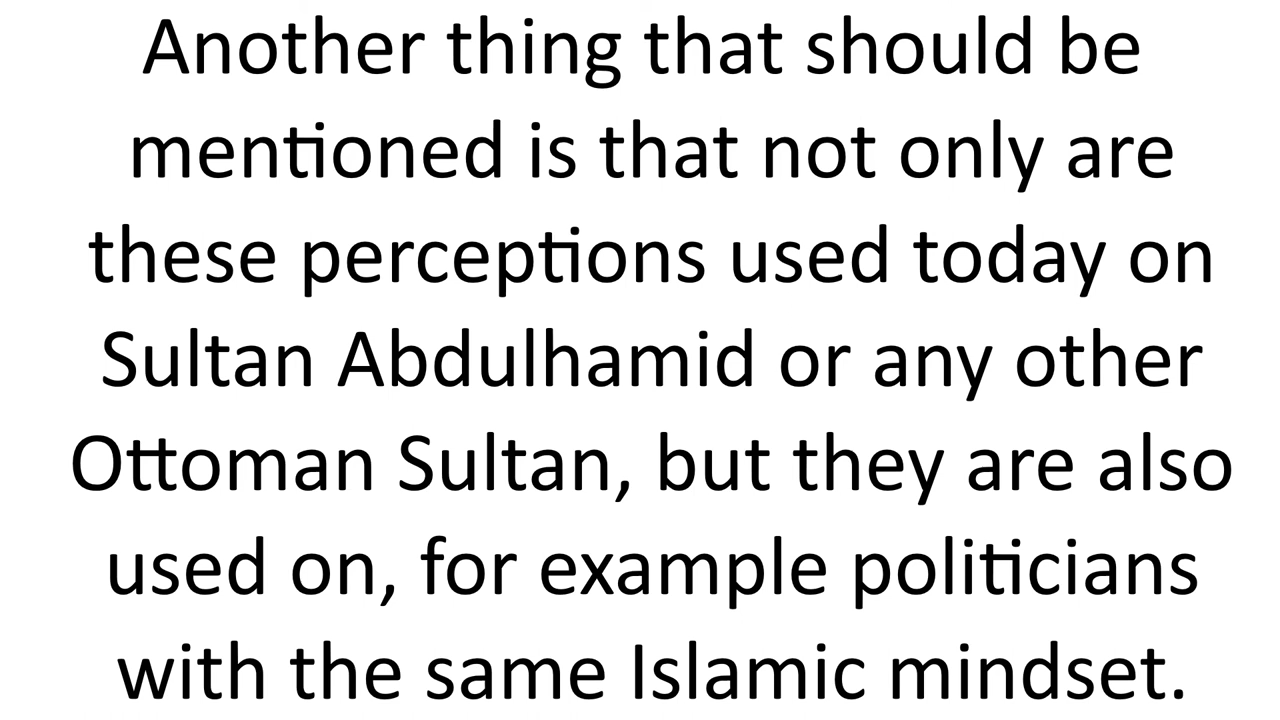 Another thing that should be
mentioned is that not only are
these perceptions used today on
Sultan Abdulhamid or any other
Ottoman Sultan, but they are also
used on, for example politicians
with the same Islamic mindset.